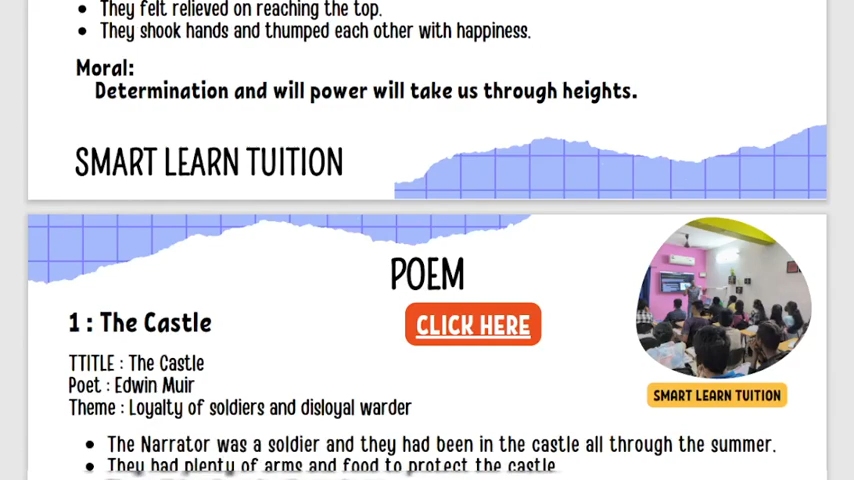 They felt relieved on reaching the top.
They shook hands and thumped each other with happiness.
Moral:
Determination and will power will take us through heights.
SMART LEARN TUITION
POEM
1 : The Castle
CLICK HERE
TTITLE : The Castle
Poet : Edwin Muir
Theme : Loyalty of soldiers and disloyal warder
SMART LEARN TUITION
The Narrator was a soldier and they had been in the castle all through the summer.
They had plenty of arms and food to protect the castle